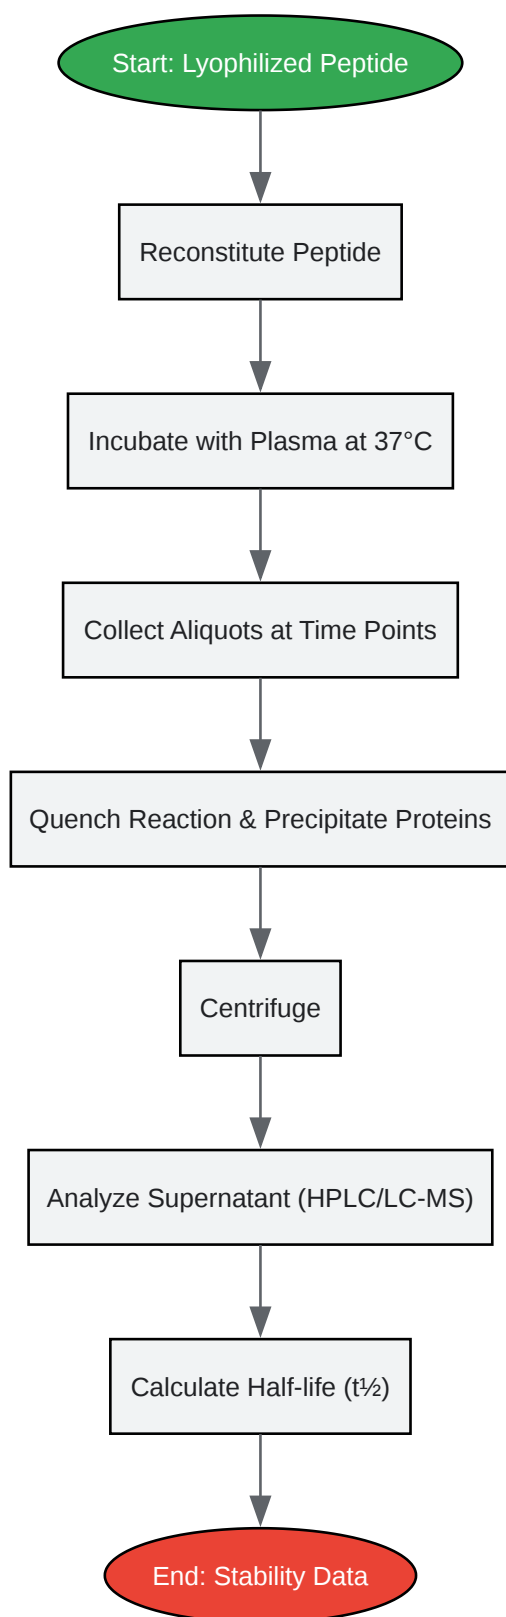 Start: Lyophilized Peptide
Reconstitute Peptide
Incubate with Plasma at 37°C
Collect Aliquots at Time Points
Quench Reaction & Precipitate Proteins
Centrifuge
Analyze Supernatant (HPLC/LC-MS)
Calculate Half-life (t½)
End: Stability Data